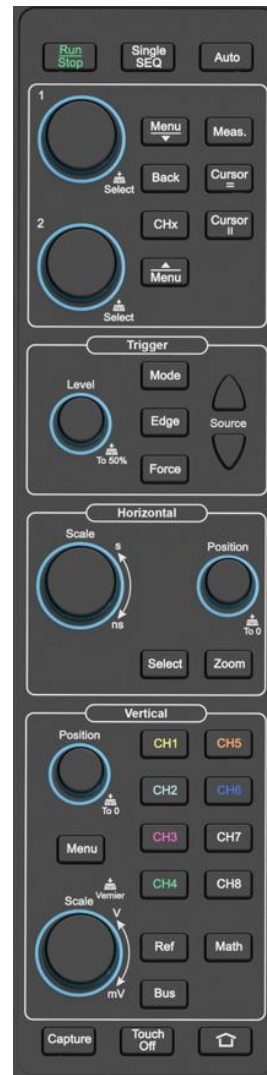 Run
Stop
Single
SEQ
Auto
1
Select
Menu
Meas.
Back
Cursor
CHx
Cursor
2
Select
Menu
Trigger
Level
To 50%
Mode
Edge
Force
Source
Horizontal
Scale
s
ns
Position
To 0
Select
Zoom
Vertical
Position
To 0
CH1
CH5
CH2
CH6
Menu
CH3
CH7
Vernier
CH4
CH8
Scale
V
mV
Ref
Math
Bus
Capture
Touch
Off